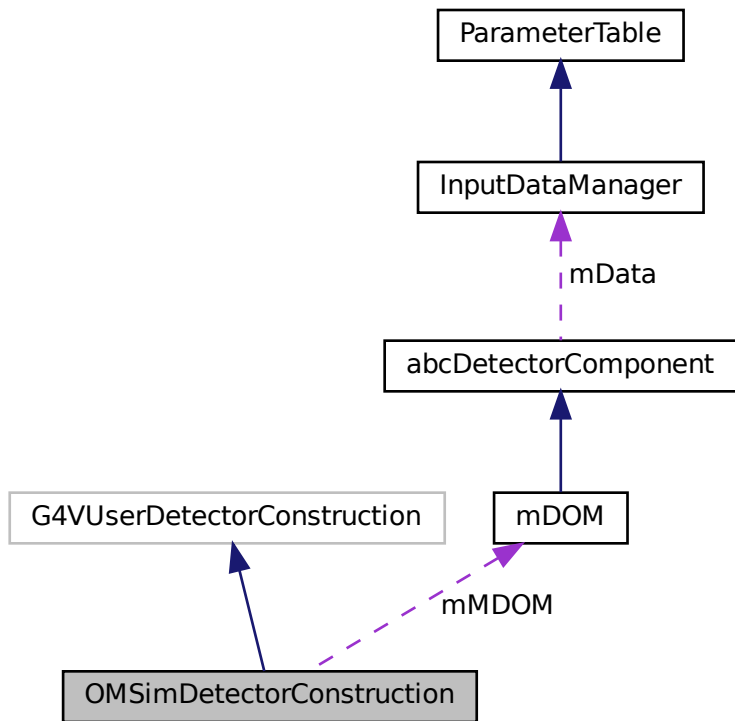 ParameterTable
InputDataManager
mData
abcDetectorComponent
G4VUserDetectorConstruction
mDOM
mMDOM
OMSimDetectorConstruction